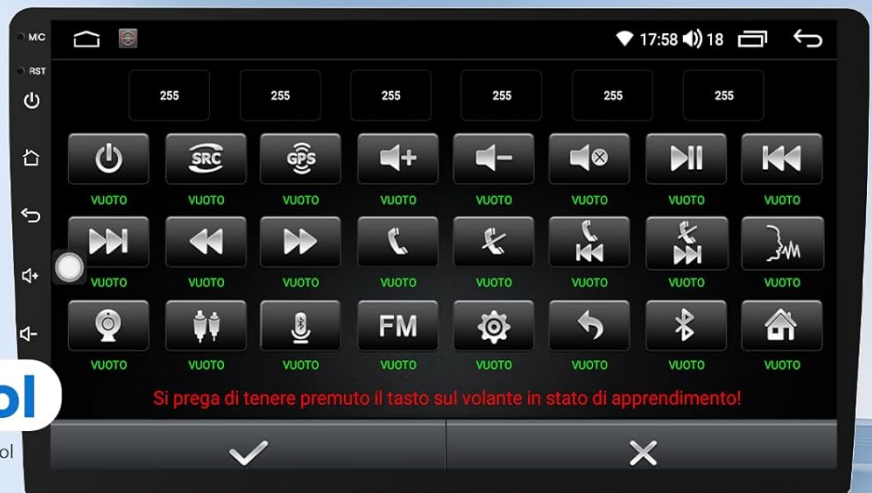 MIC
17:58 18
RST
255 255 255 255 255 255
SRC GPS
VUOTO VUOTO VUOTO VUOTO VUOTO VUOTO VUOTO VUOTO
VUOTO VUOTO VUOTO VUOTO VUOTO VUOTO VUOTO VUOTO
FM
VUOTO VUOTO VUOTO VUOTO VUOTO VUOTO VUOTO VUOTO
Si prega di tenere premuto il tasto sul volante in stato di apprendimento!
ol
ol